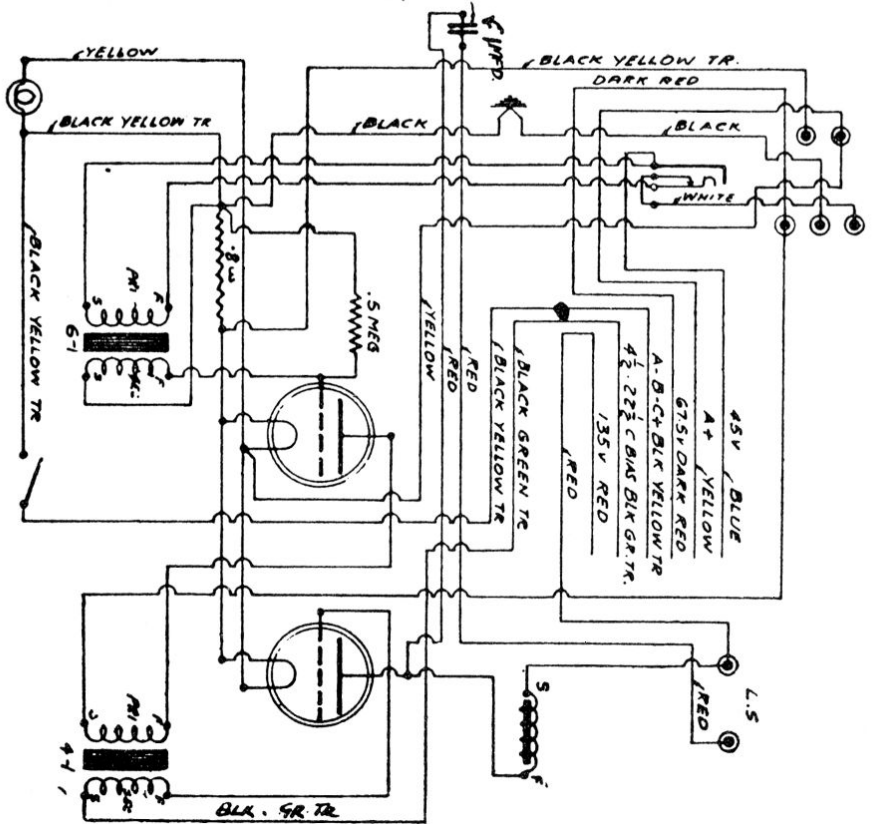 YELLOW
BLACK YELLOW TR
BLACK YELLOW TR
1 MFD.
BLACK YELLOW TR.
DARK RED
BLACK
BLACK
WHITE
.8 ω
.5 MEG
PRI
S
F
6-1
S
F
YELLOW
RED
RED
BLACK YELLOW TR
BLACK GREEN TR
RED
135V RED
4½-22½ C BIAS BLK GR.TR.
A-B-C+ BLK YELLOW TR
67.5V DARK RED
A+ YELLOW
45V BLUE
L.S
RED
S
F
PRI
4-1
SEC
BLK. GR. TR